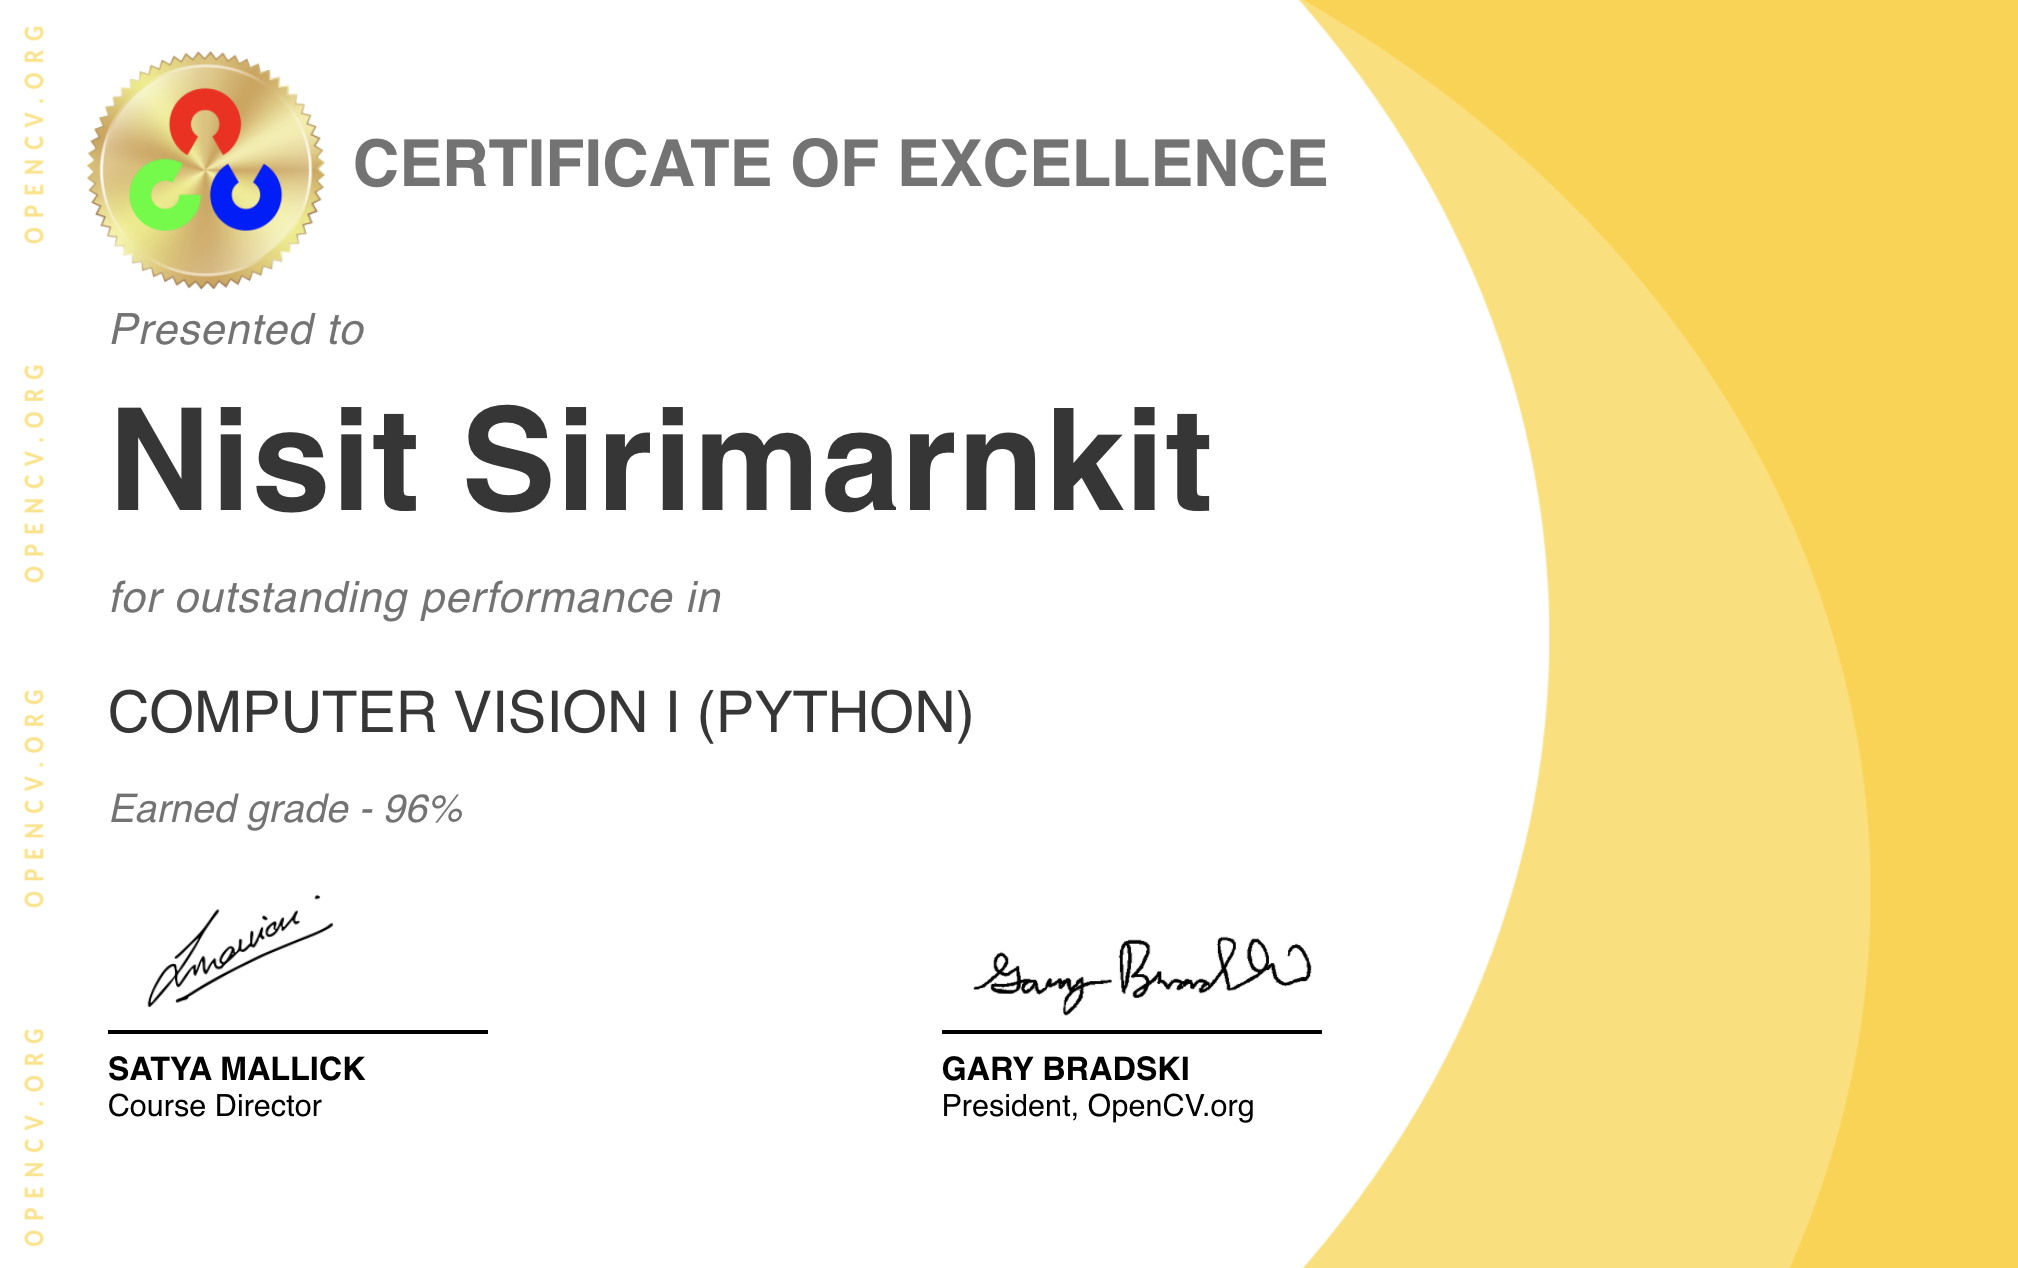 CERTIFICATE OF EXCELLENCE
Presented to
Nisit Sirimarnkit
for outstanding performance in
COMPUTER VISION I (PYTHON)
Earned grade - 96%
Gary Bradski
SATYA MALLICK
Course Director
GARY BRADSKI
President, OpenCV.org
OPENCV.ORG
OPENCV.ORG
OPENCV.ORG
OPENCV.ORG